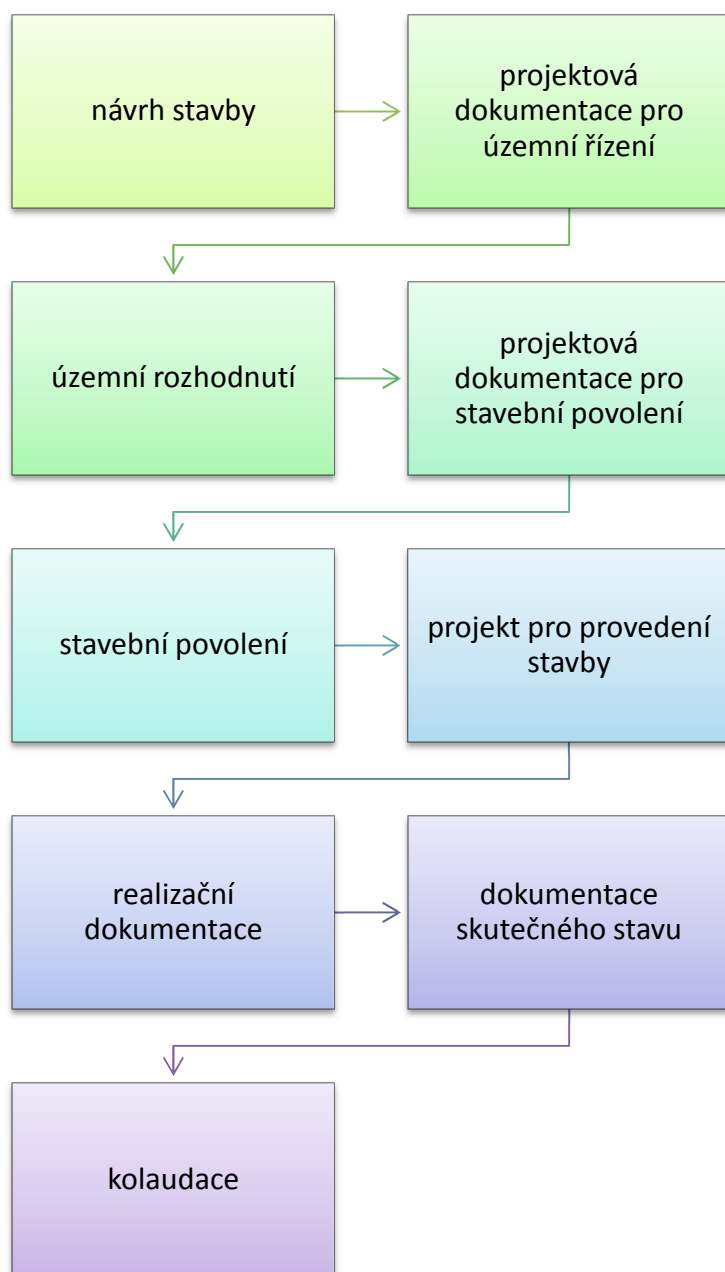 návrh stavby
projektová
dokumentace pro
územní řízení
územní rozhodnutí
projektová
dokumentace pro
stavební povolení
stavební povolení
projekt pro provedení
stavby
realizační
dokumentace
dokumentace
skutečného stavu
kolaudace